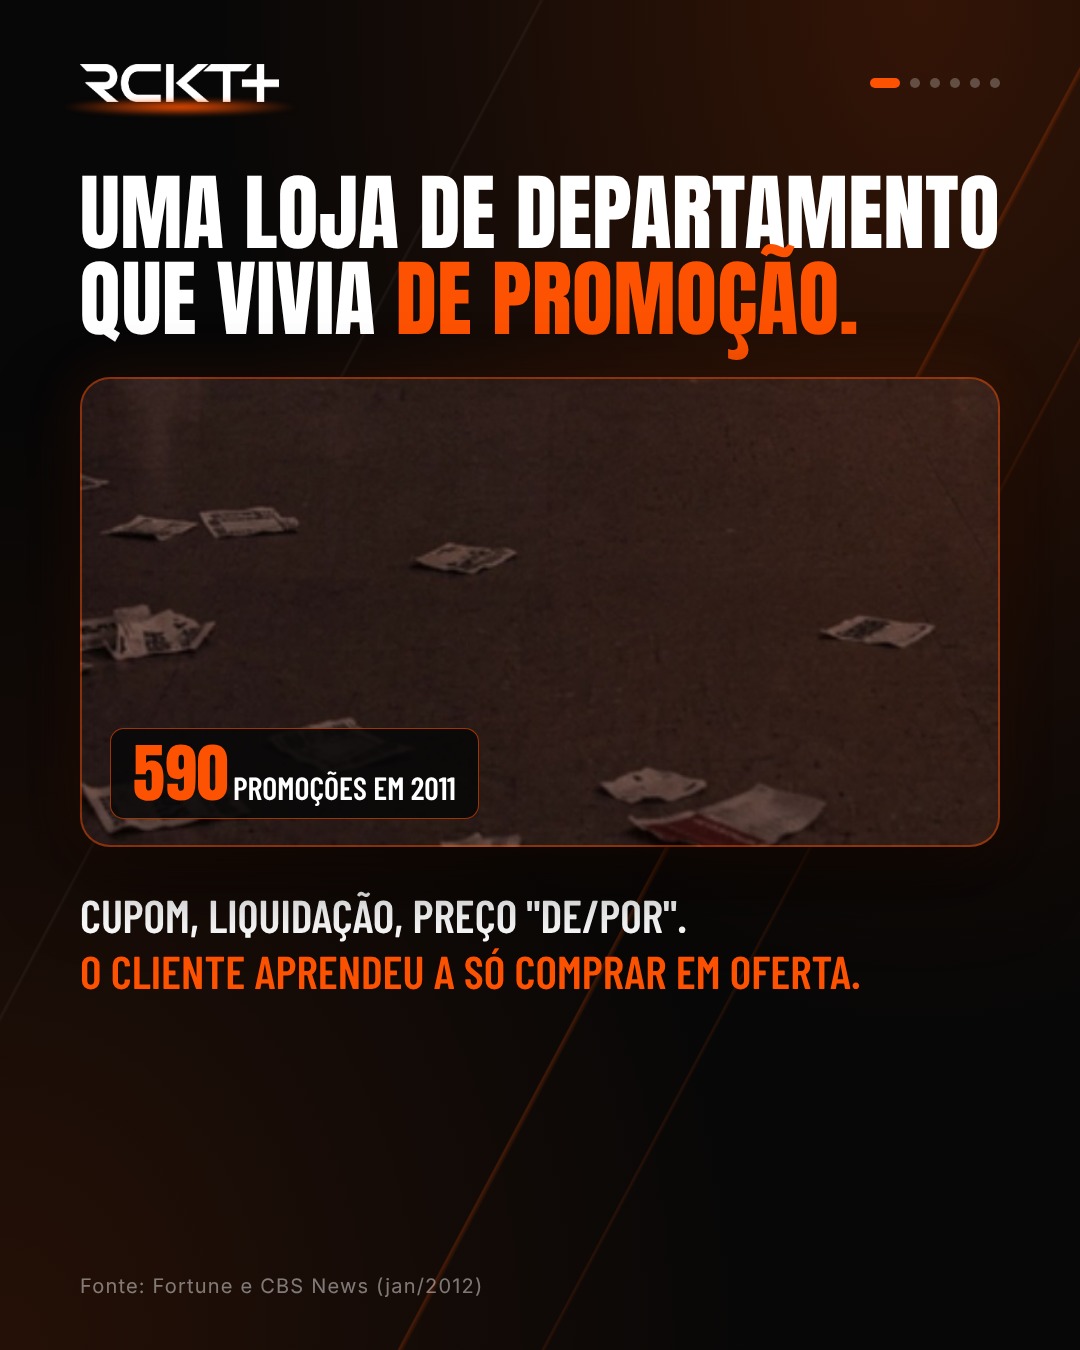 RCKT+
UMA LOJA DE DEPARTAMENTO
QUE VIVIA DE PROMOÇÃO.
590 PROMOÇÕES EM 2011
CUPOM, LIQUIDAÇÃO, PREÇO "DE/POR".
O CLIENTE APRENDEU A SÓ COMPRAR EM OFERTA.
Fonte: Fortune e CBS News (jan/2012)